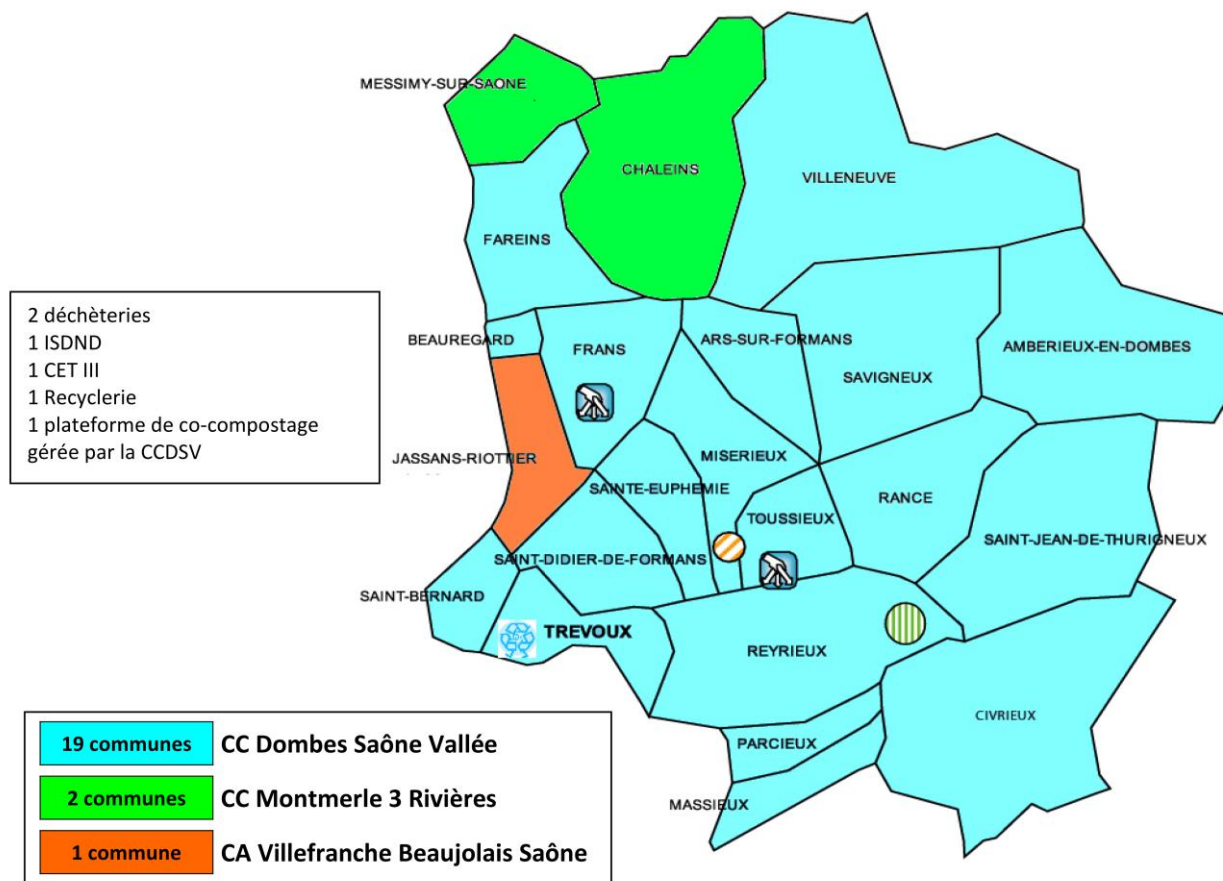 MESSIMY-SUR-SAONE
CHALEINS
VILLENEUVE
FAREINS
2 déchèteries
1 ISDND
1 CET III
1 Recyclerie
1 plateforme de co-compostage
gérée par la CCDSV
BEAUREGARD
FRANS
ARS-SUR-FORMANS
AMBERIEUX-EN-DOMBES
SAVIGNEUX
JASSANS-RIOTTIER
MISERIEUX
SAINTE-EUPHEMIE
RANCE
TOUSSIEUX
SAINT-JEAN-DE-THURIGNEUX
SAINT-DIDIER-DE-FORMANS
SAINT-BERNARD
TREVOUX
REYRIEUX
CIVRIEUX
PARCIEUX
MASSIEUX
19 communes CC Dombes Saône Vallée
2 communes CC Montmerle 3 Rivières
1 commune CA Villefranche Beaujolais Saône